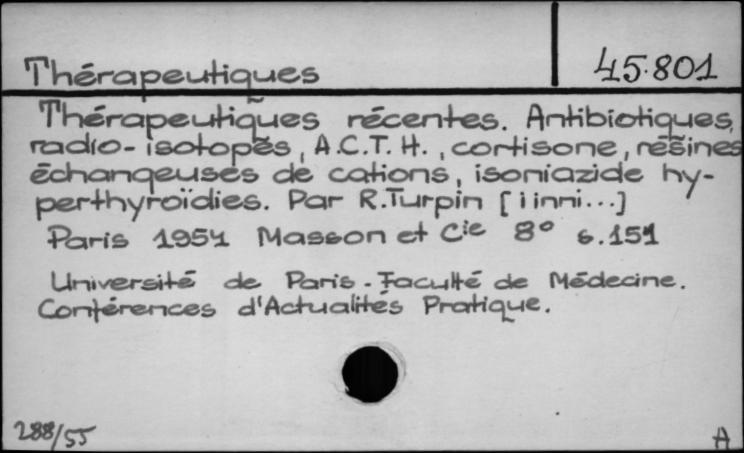 Thérapeutiques 45.801
Thérapeutiques récentes. Antibiotiques,
radio-isotopes, A.C.T.H., cortisone, résines
échangeuses de cations, isoniazide hy-
perthyroïdies. Par R.Turpin [i inni...]
Paris 1954 Masson et Cie 8° s.151
Université de Paris - Faculté de Médecine.
Conférences d'Actualités Pratique.
288/55 A